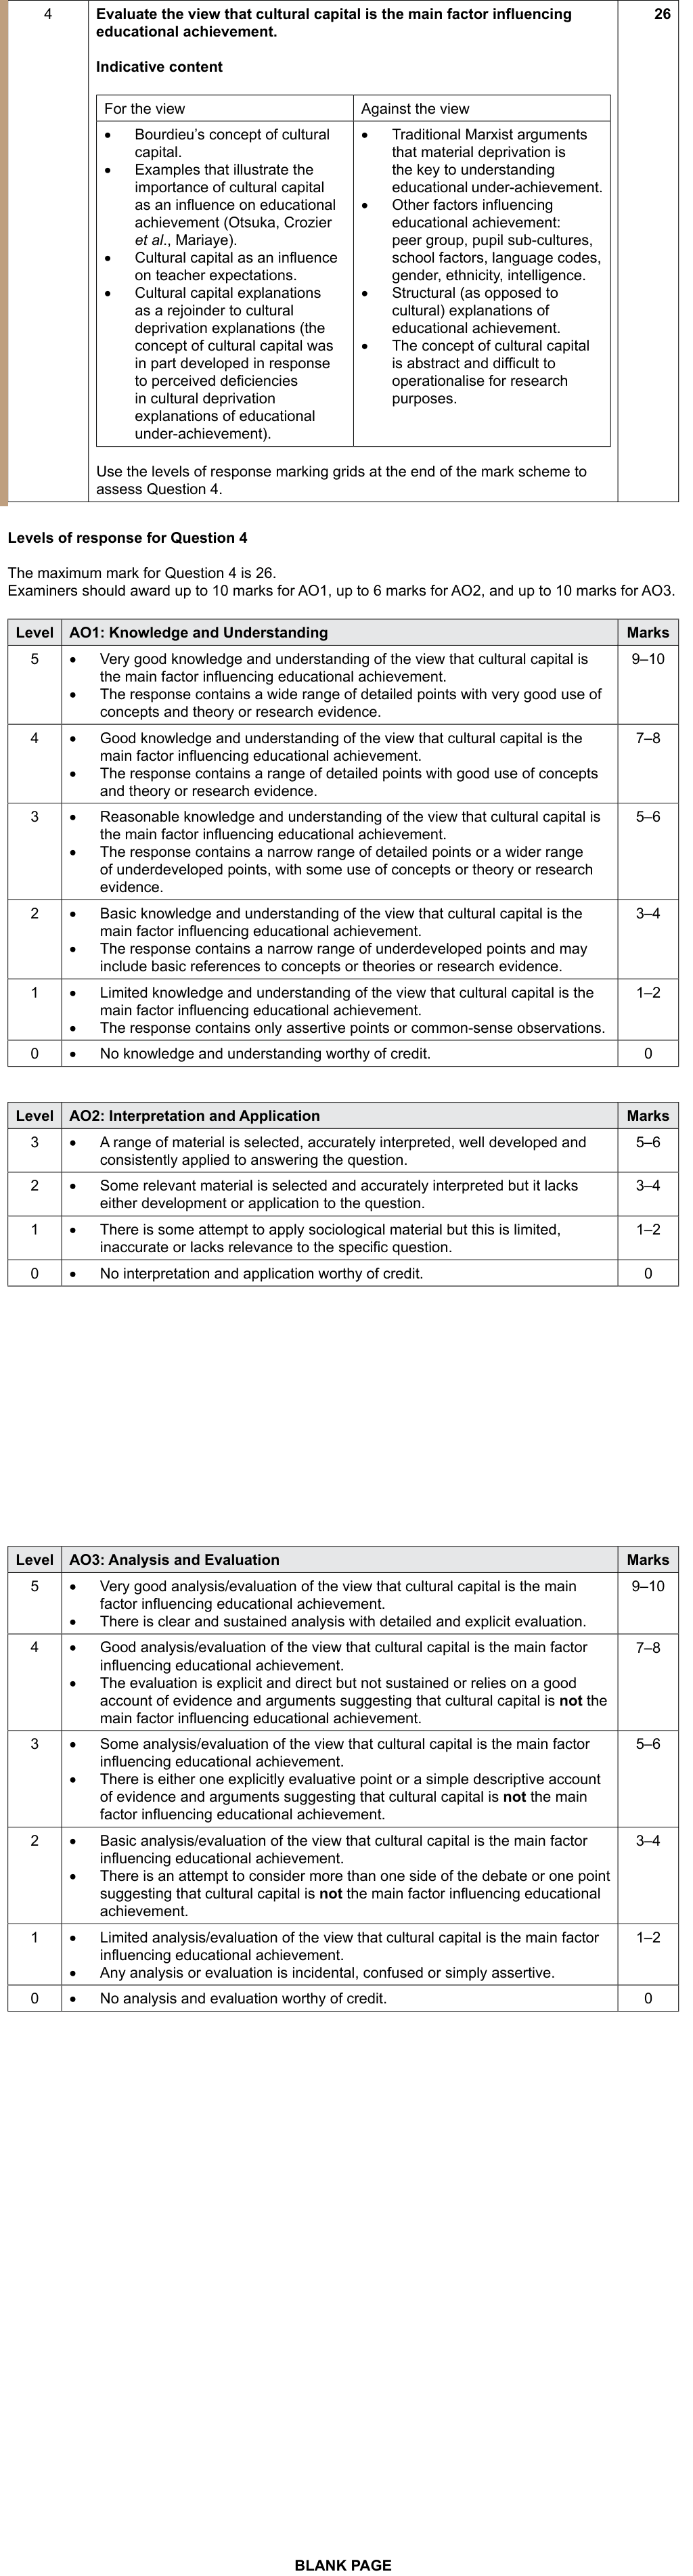 4
Evaluate the view that cultural capital is the main factor influencing
educational achievement.
26
Indicative content
For the view
Against the view
• Bourdieu's concept of cultural
capital.
• Examples that illustrate the
importance of cultural capital
as an influence on educational
achievement (Otsuka, Crozier
et al., Mariaye).
• Cultural capital as an influence
on teacher expectations.
• Cultural capital explanations
as a rejoinder to cultural
deprivation explanations (the
concept of cultural capital was
in part developed in response
to perceived deficiencies
in cultural deprivation
explanations of educational
under-achievement).
• Traditional Marxist arguments
that material deprivation is
the key to understanding
educational under-achievement.
• Other factors influencing
educational achievement:
peer group, pupil sub-cultures,
school factors, language codes,
gender, ethnicity, intelligence.
• Structural (as opposed to
cultural) explanations of
educational achievement.
• The concept of cultural capital
is abstract and difficult to
operationalise for research
purposes.
Use the levels of response marking grids at the end of the mark scheme to
assess Question 4.
Levels of response for Question 4
The maximum mark for Question 4 is 26.
Examiners should award up to 10 marks for AO1, up to 6 marks for AO2, and up to 10 marks for AO3.
Level AO1: Knowledge and Understanding Marks
5 • Very good knowledge and understanding of the view that cultural capital is 9–10
the main factor influencing educational achievement.
• The response contains a wide range of detailed points with very good use of
concepts and theory or research evidence.
4 • Good knowledge and understanding of the view that cultural capital is the 7–8
main factor influencing educational achievement.
• The response contains a range of detailed points with good use of concepts
and theory or research evidence.
3 • Reasonable knowledge and understanding of the view that cultural capital is 5–6
the main factor influencing educational achievement.
• The response contains a narrow range of detailed points or a wider range
of underdeveloped points, with some use of concepts or theory or research
evidence.
2 • Basic knowledge and understanding of the view that cultural capital is the 3–4
main factor influencing educational achievement.
• The response contains a narrow range of underdeveloped points and may
include basic references to concepts or theories or research evidence.
1 • Limited knowledge and understanding of the view that cultural capital is the 1–2
main factor influencing educational achievement.
• The response contains only assertive points or common-sense observations.
0 • No knowledge and understanding worthy of credit. 0
Level AO2: Interpretation and Application Marks
3 • A range of material is selected, accurately interpreted, well developed and 5–6
consistently applied to answering the question.
2 • Some relevant material is selected and accurately interpreted but it lacks 3–4
either development or application to the question.
1 • There is some attempt to apply sociological material but this is limited, 1–2
inaccurate or lacks relevance to the specific question.
0 • No interpretation and application worthy of credit. 0
Level AO3: Analysis and Evaluation Marks
5 • Very good analysis/evaluation of the view that cultural capital is the main 9–10
factor influencing educational achievement.
• There is clear and sustained analysis with detailed and explicit evaluation.
4 • Good analysis/evaluation of the view that cultural capital is the main factor 7–8
influencing educational achievement.
• The evaluation is explicit and direct but not sustained or relies on a good
account of evidence and arguments suggesting that cultural capital is not the
main factor influencing educational achievement.
3 • Some analysis/evaluation of the view that cultural capital is the main factor 5–6
influencing educational achievement.
• There is either one explicitly evaluative point or a simple descriptive account
of evidence and arguments suggesting that cultural capital is not the main
factor influencing educational achievement.
2 • Basic analysis/evaluation of the view that cultural capital is the main factor 3–4
influencing educational achievement.
• There is an attempt to consider more than one side of the debate or one point
suggesting that cultural capital is not the main factor influencing educational
achievement.
1 • Limited analysis/evaluation of the view that cultural capital is the main factor 1–2
influencing educational achievement.
• Any analysis or evaluation is incidental, confused or simply assertive.
0 • No analysis and evaluation worthy of credit. 0
BLANK PAGE